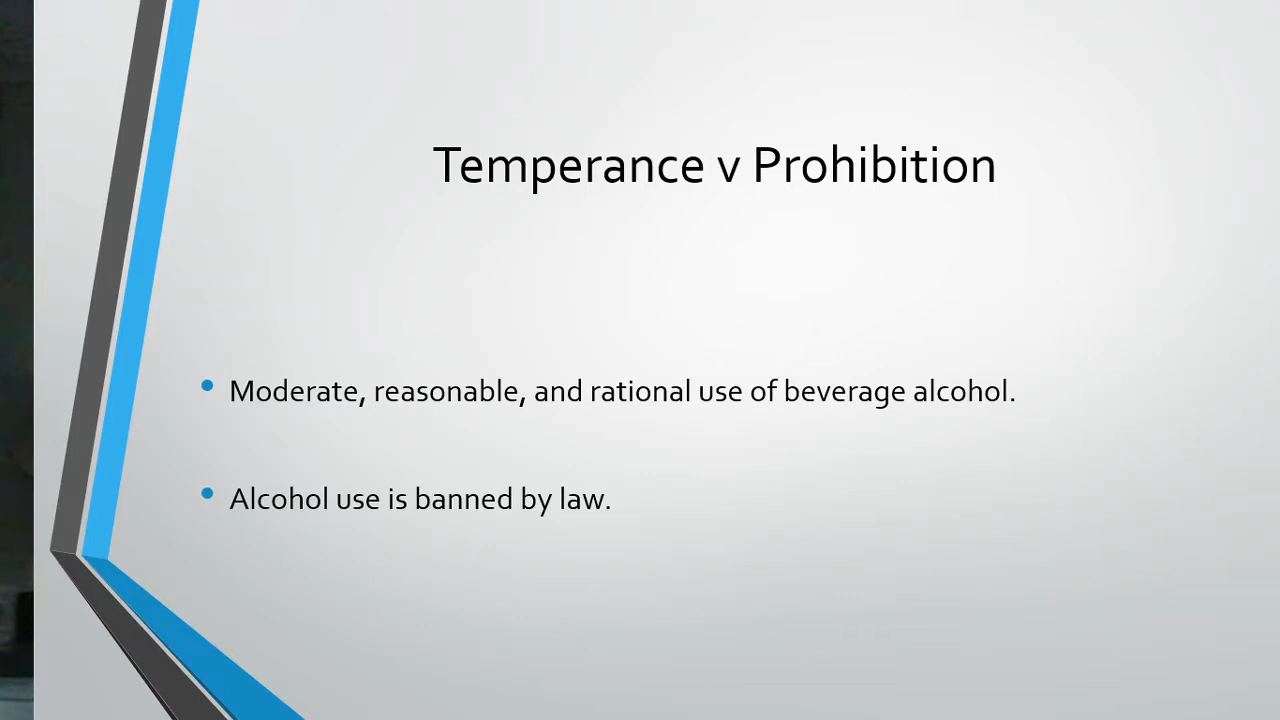 Temperance v Prohibition
• Moderate, reasonable, and rational use of beverage alcohol.
• Alcohol use is banned by law.